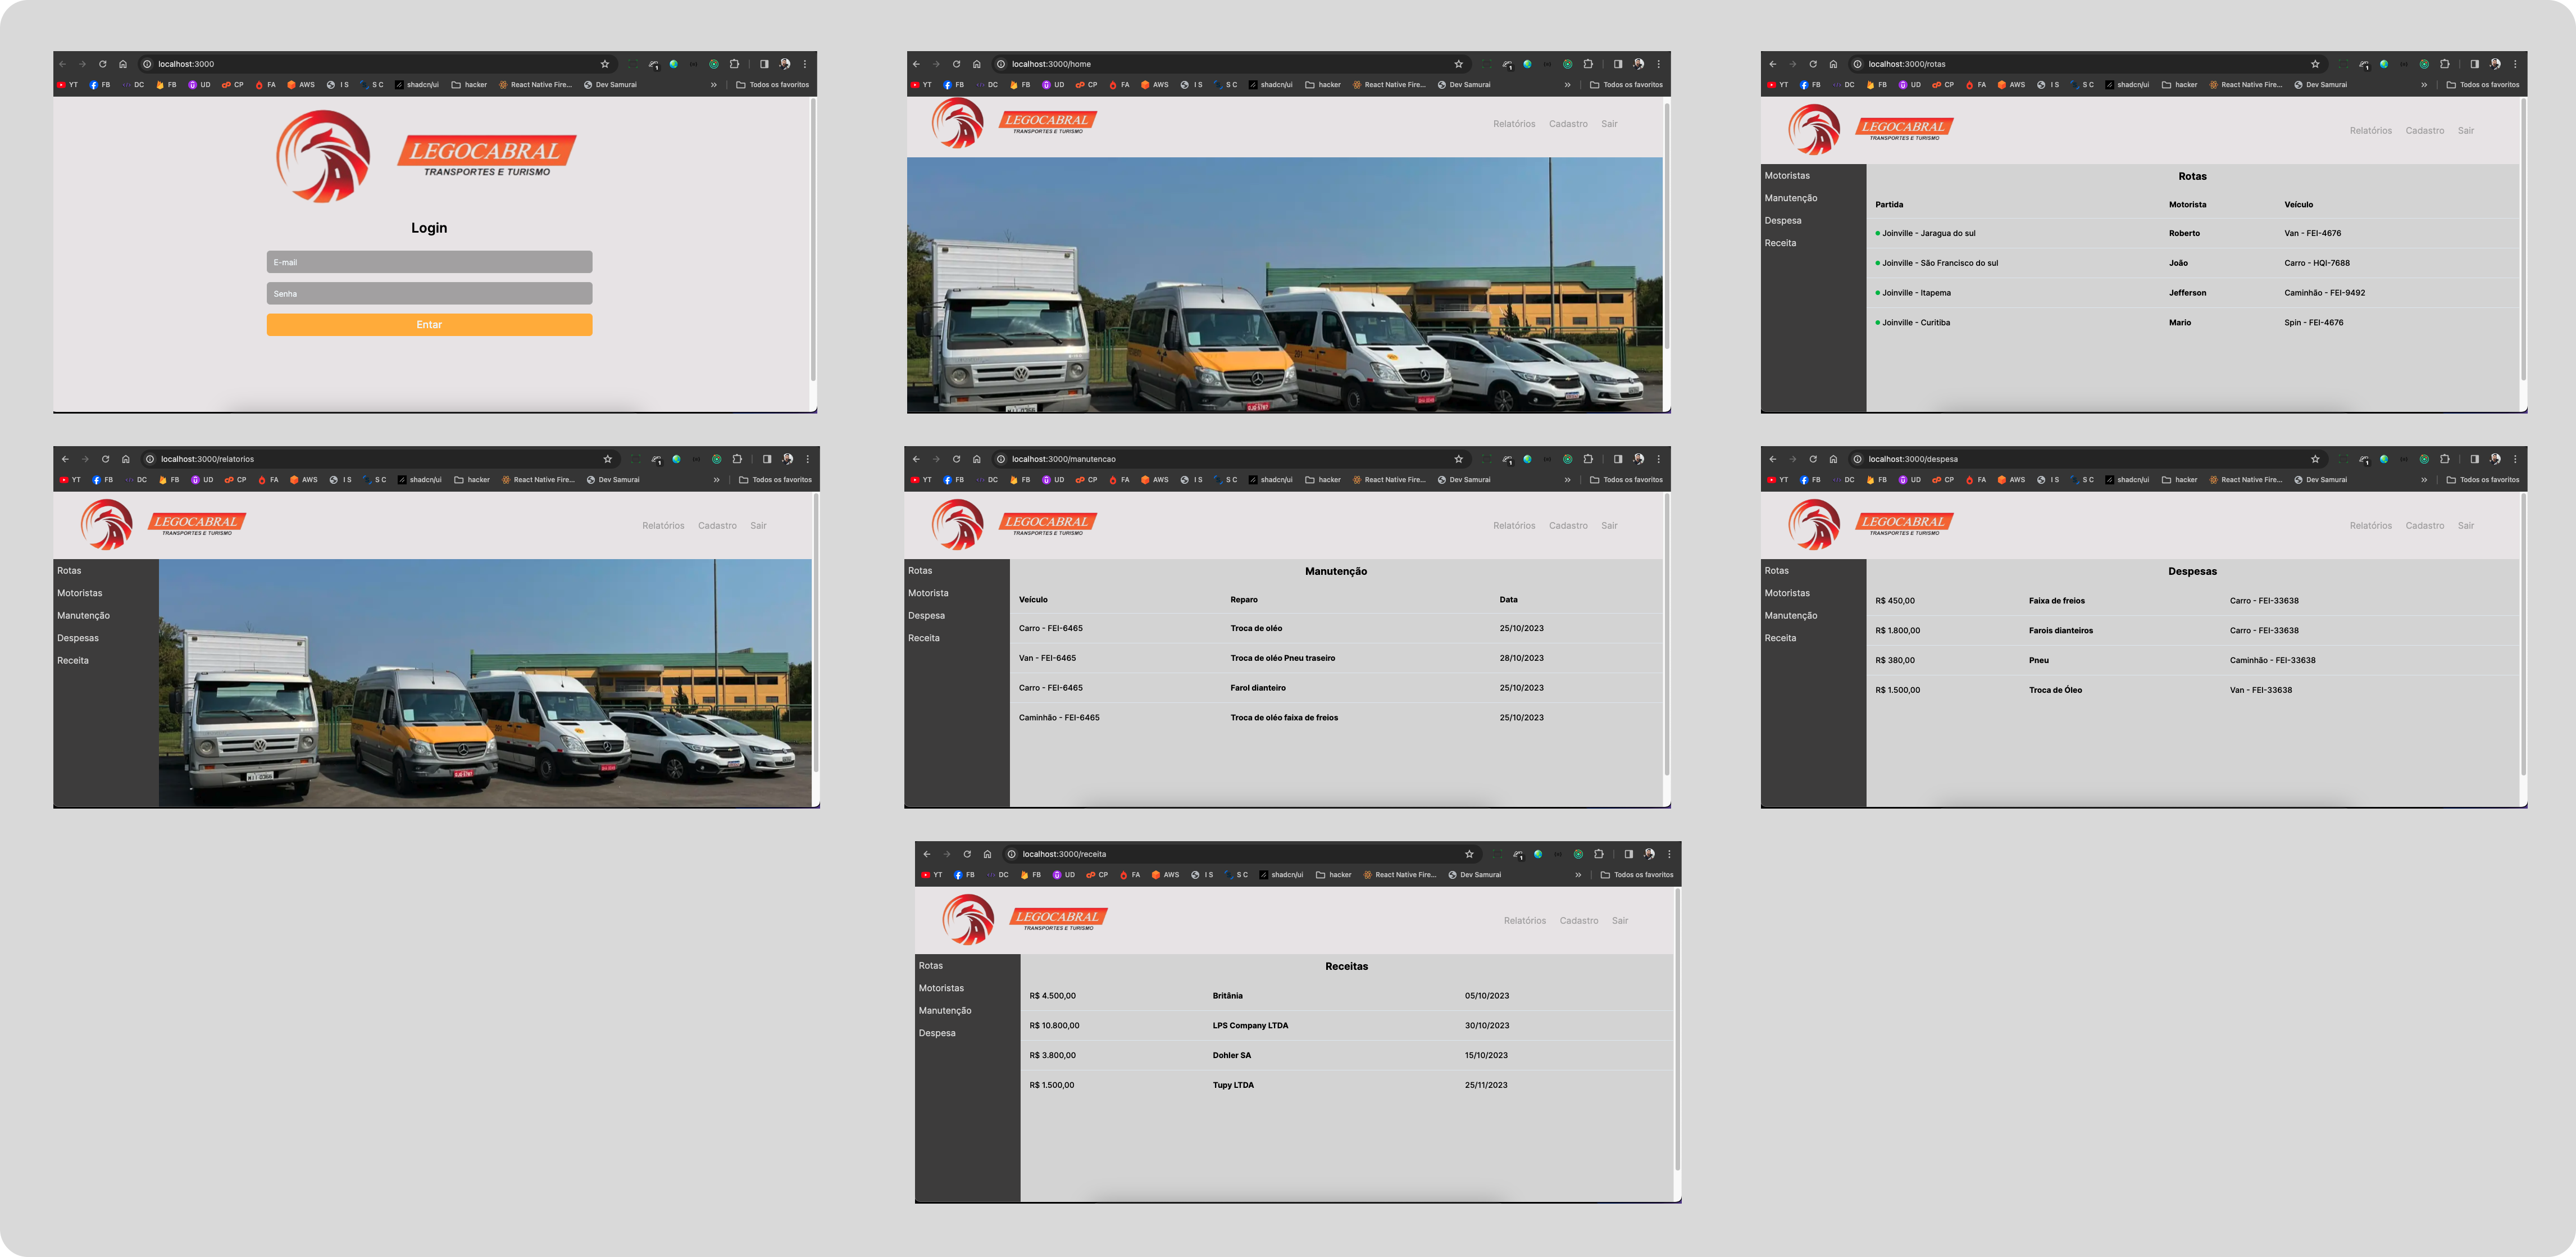 localhost:3000
YT FB DC FB UD CP FA AWS I S S C shadcn/ui hacker React Native Fire... Dev Samurai » Todos os favoritos
LEGOCABRAL
TRANSPORTES E TURISMO
Login
E-mail
Senha
Entar
localhost:3000/home
YT FB DC FB UD CP FA AWS I S S C shadcn/ui hacker React Native Fire... Dev Samurai » Todos os favoritos
LEGOCABRAL
TRANSPORTES E TURISMO
Relatórios Cadastro Sair
localhost:3000/rotas
YT FB DC FB UD CP FA AWS I S S C shadcn/ui hacker React Native Fire... Dev Samurai » Todos os favoritos
LEGOCABRAL
TRANSPORTES E TURISMO
Relatórios Cadastro Sair
Motoristas
Manutenção
Despesa
Receita
Rotas
Partida Motorista Veículo
Joinville - Jaragua do sul Roberto Van - FEI-4676
Joinville - São Francisco do sul João Carro - HQI-7688
Joinville - Itapema Jefferson Caminhão - FEI-9492
Joinville - Curitiba Mario Spin - FEI-4676
localhost:3000/relatorios
YT FB DC FB UD CP FA AWS I S S C shadcn/ui hacker React Native Fire... Dev Samurai » Todos os favoritos
LEGOCABRAL
TRANSPORTES E TURISMO
Relatórios Cadastro Sair
Rotas
Motoristas
Manutenção
Despesas
Receita
localhost:3000/manutencao
YT FB DC FB UD CP FA AWS I S S C shadcn/ui hacker React Native Fire... Dev Samurai » Todos os favoritos
LEGOCABRAL
TRANSPORTES E TURISMO
Relatórios Cadastro Sair
Rotas
Motorista
Despesa
Receita
Manutenção
Veículo Reparo Data
Carro - FEI-6465 Troca de oléo 25/10/2023
Van - FEI-6465 Troca de oléo Pneu traseiro 28/10/2023
Carro - FEI-6465 Farol dianteiro 25/10/2023
Caminhão - FEI-6465 Troca de oléo faixa de freios 25/10/2023
localhost:3000/despesa
YT FB DC FB UD CP FA AWS I S S C shadcn/ui hacker React Native Fire... Dev Samurai » Todos os favoritos
LEGOCABRAL
TRANSPORTES E TURISMO
Relatórios Cadastro Sair
Rotas
Motoristas
Manutenção
Receita
Despesas
R$ 450,00 Faixa de freios Carro - FEI-33638
R$ 1.800,00 Farois dianteiros Carro - FEI-33638
R$ 380,00 Pneu Caminhão - FEI-33638
R$ 1.500,00 Troca de Óleo Van - FEI-33638
localhost:3000/receita
YT FB DC FB UD CP FA AWS I S S C shadcn/ui hacker React Native Fire... Dev Samurai » Todos os favoritos
LEGOCABRAL
TRANSPORTES E TURISMO
Relatórios Cadastro Sair
Rotas
Motoristas
Manutenção
Despesa
Receitas
R$ 4.500,00 Britânia 05/10/2023
R$ 10.800,00 LPS Company LTDA 30/10/2023
R$ 3.800,00 Dohler SA 15/10/2023
R$ 1.500,00 Tupy LTDA 25/11/2023